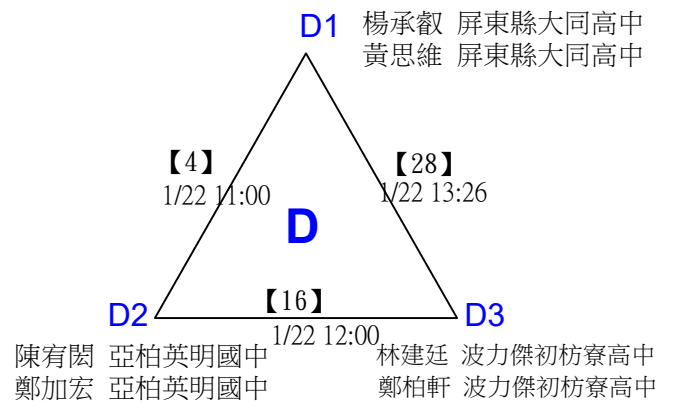 D1 楊承叡 屏東縣大同高中
黃思維 屏東縣大同高中
【4】 【28】
1/22 11:00 1/22 13:26
D
D2 【16】 D3
1/22 12:00
陳宥閎 亞柏英明國中 林建廷 波力傑初枋寮高中
鄭加宏 亞柏英明國中 鄭柏軒 波力傑初枋寮高中